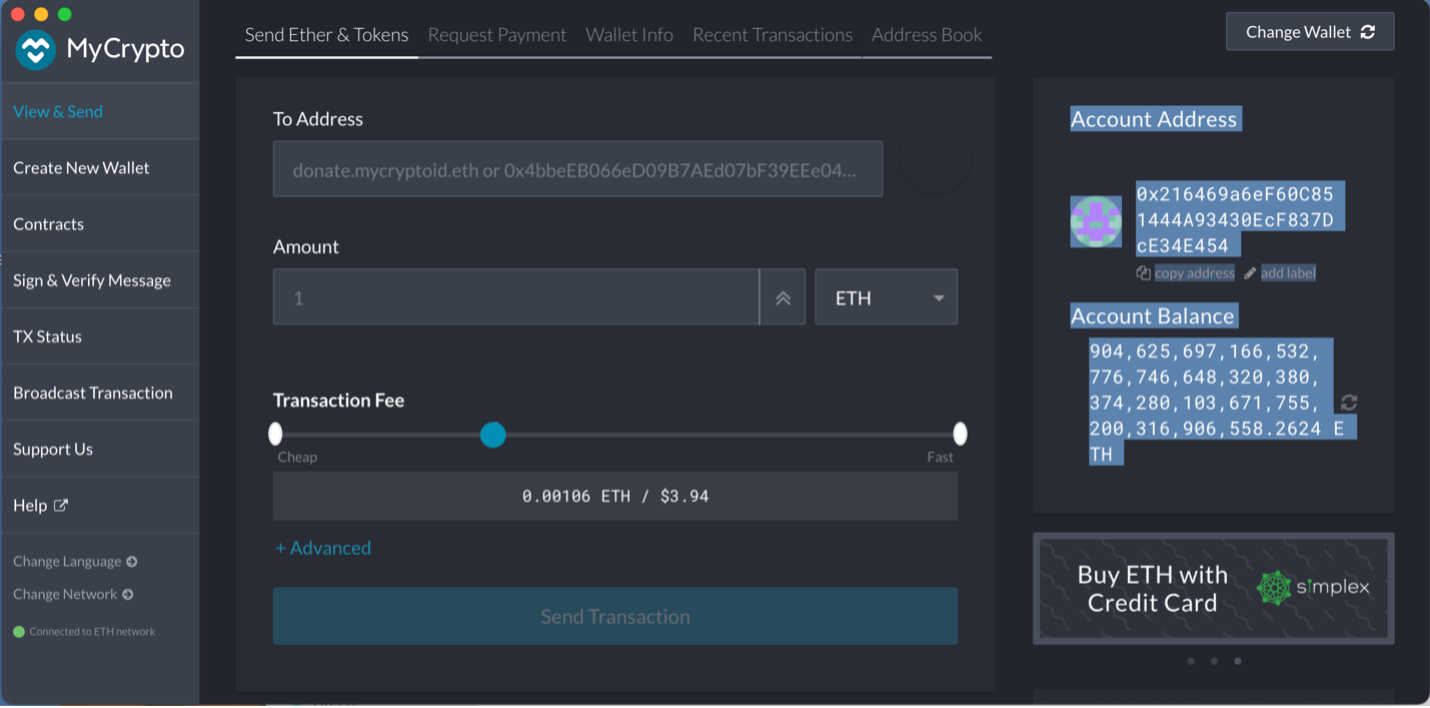 MyCrypto
View & Send
Create New Wallet
Contracts
Sign & Verify Message
TX Status
Broadcast Transaction
Support Us
Help
Change Language
Change Network
Connected to ETH network
Send Ether & Tokens
Request Payment
Wallet Info
Recent Transactions
Address Book
Change Wallet
To Address
donate.mycryptoid.eth or 0x4bbeEB066eD09B7AEd07bF39EEe04...
Amount
1
ETH
Transaction Fee
Cheap
Fast
0.00106 ETH / $3.94
+ Advanced
Send Transaction
Account Address
0x216469a6eF60C85
1444A93430EcF837D
cE34E454
copy address
add label
Account Balance
904,625,697,166,532,
776,746,648,320,380,
374,280,103,671,755,
200,316,906,558.2624 E
TH
Buy ETH with
Credit Card
simplex